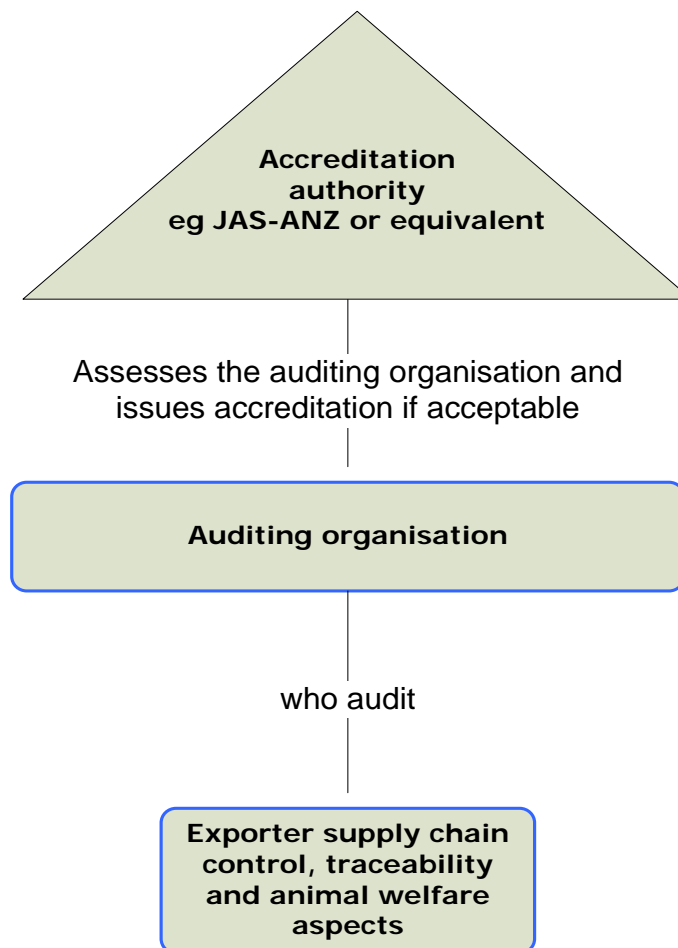 Accreditation
authority
eg JAS-ANZ or equivalent
Assesses the auditing organisation and
issues accreditation if acceptable
Auditing organisation
who audit
Exporter supply chain
control, traceability
and animal welfare
aspects